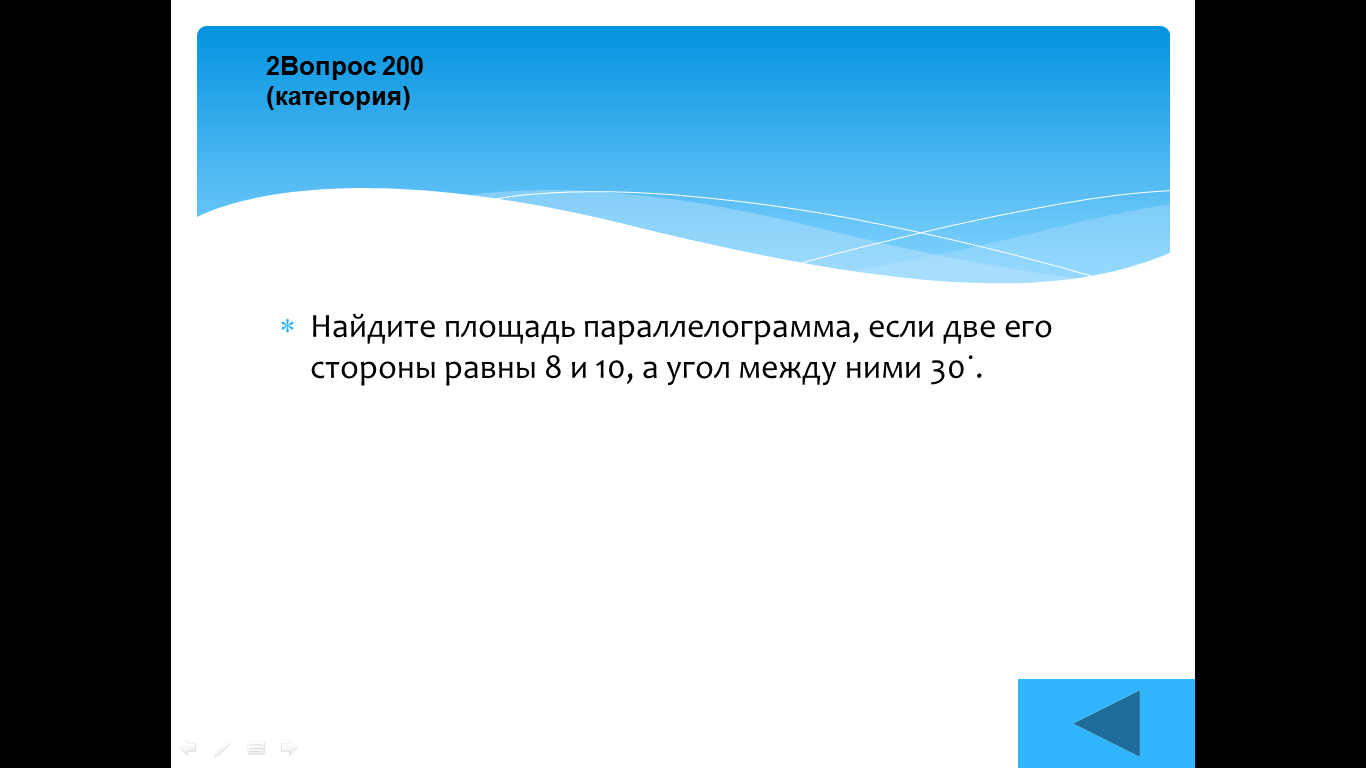 2Вопрос 200
(категория)
Найдите площадь параллелограмма, если две его
стороны равны 8 и 10, а угол между ними 30˙.